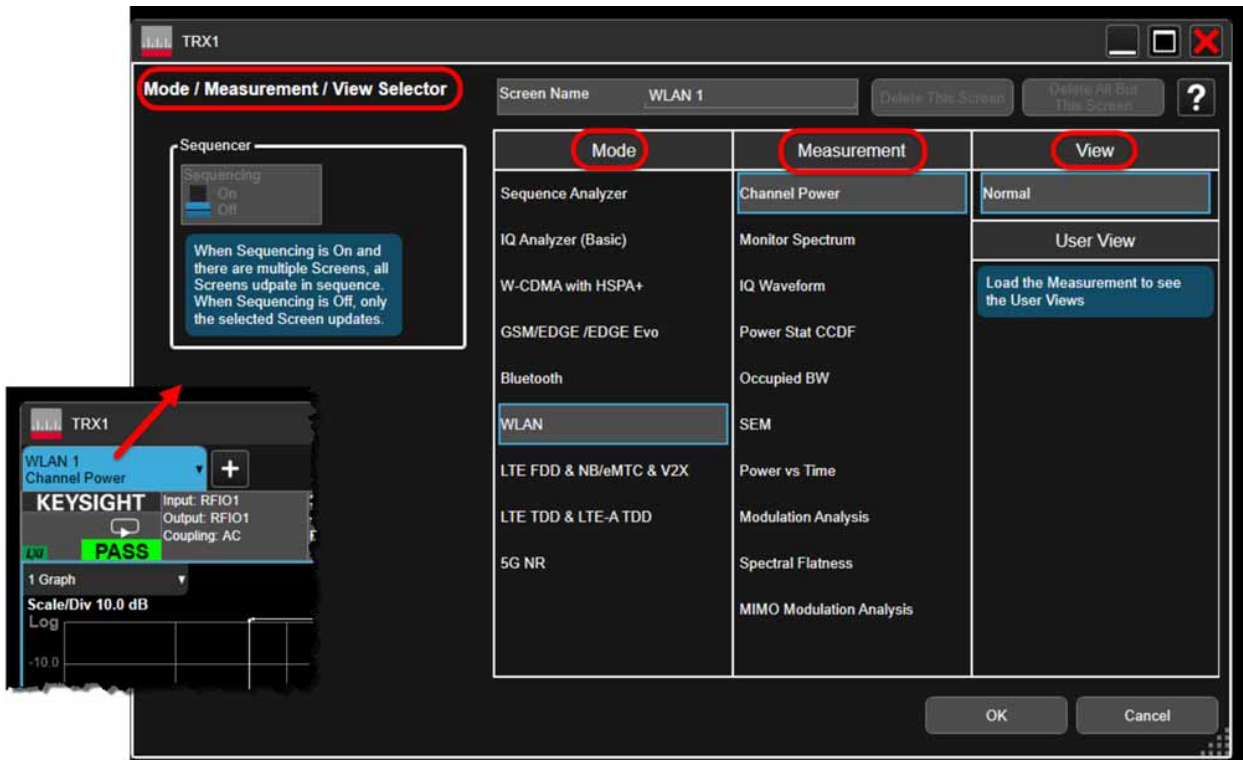 TRX1
Mode / Measurement / View Selector
Screen Name
WLAN 1
Delete This Screen
Delete All But
This Screen
?
Sequencer
Sequencing
On
Off
When Sequencing is On and
there are multiple Screens, all
Screens udpate in sequence.
When Sequencing is Off, only
the selected Screen updates.
Mode
Sequence Analyzer
IQ Analyzer (Basic)
W-CDMA with HSPA+
GSM/EDGE /EDGE Evo
Bluetooth
WLAN
LTE FDD & NB/eMTC & V2X
LTE TDD & LTE-A TDD
5G NR
Measurement
Channel Power
Monitor Spectrum
IQ Waveform
Power Stat CCDF
Occupied BW
SEM
Power vs Time
Modulation Analysis
Spectral Flatness
MIMO Modulation Analysis
View
Normal
User View
Load the Measurement to see
the User Views
OK
Cancel
TRX1
WLAN 1
Channel Power
+
KEYSIGHT
Input: RFIO1
Output: RFIO1
Coupling: AC
LXI
PASS
1 Graph
Scale/Div 10.0 dB
Log
-10.0